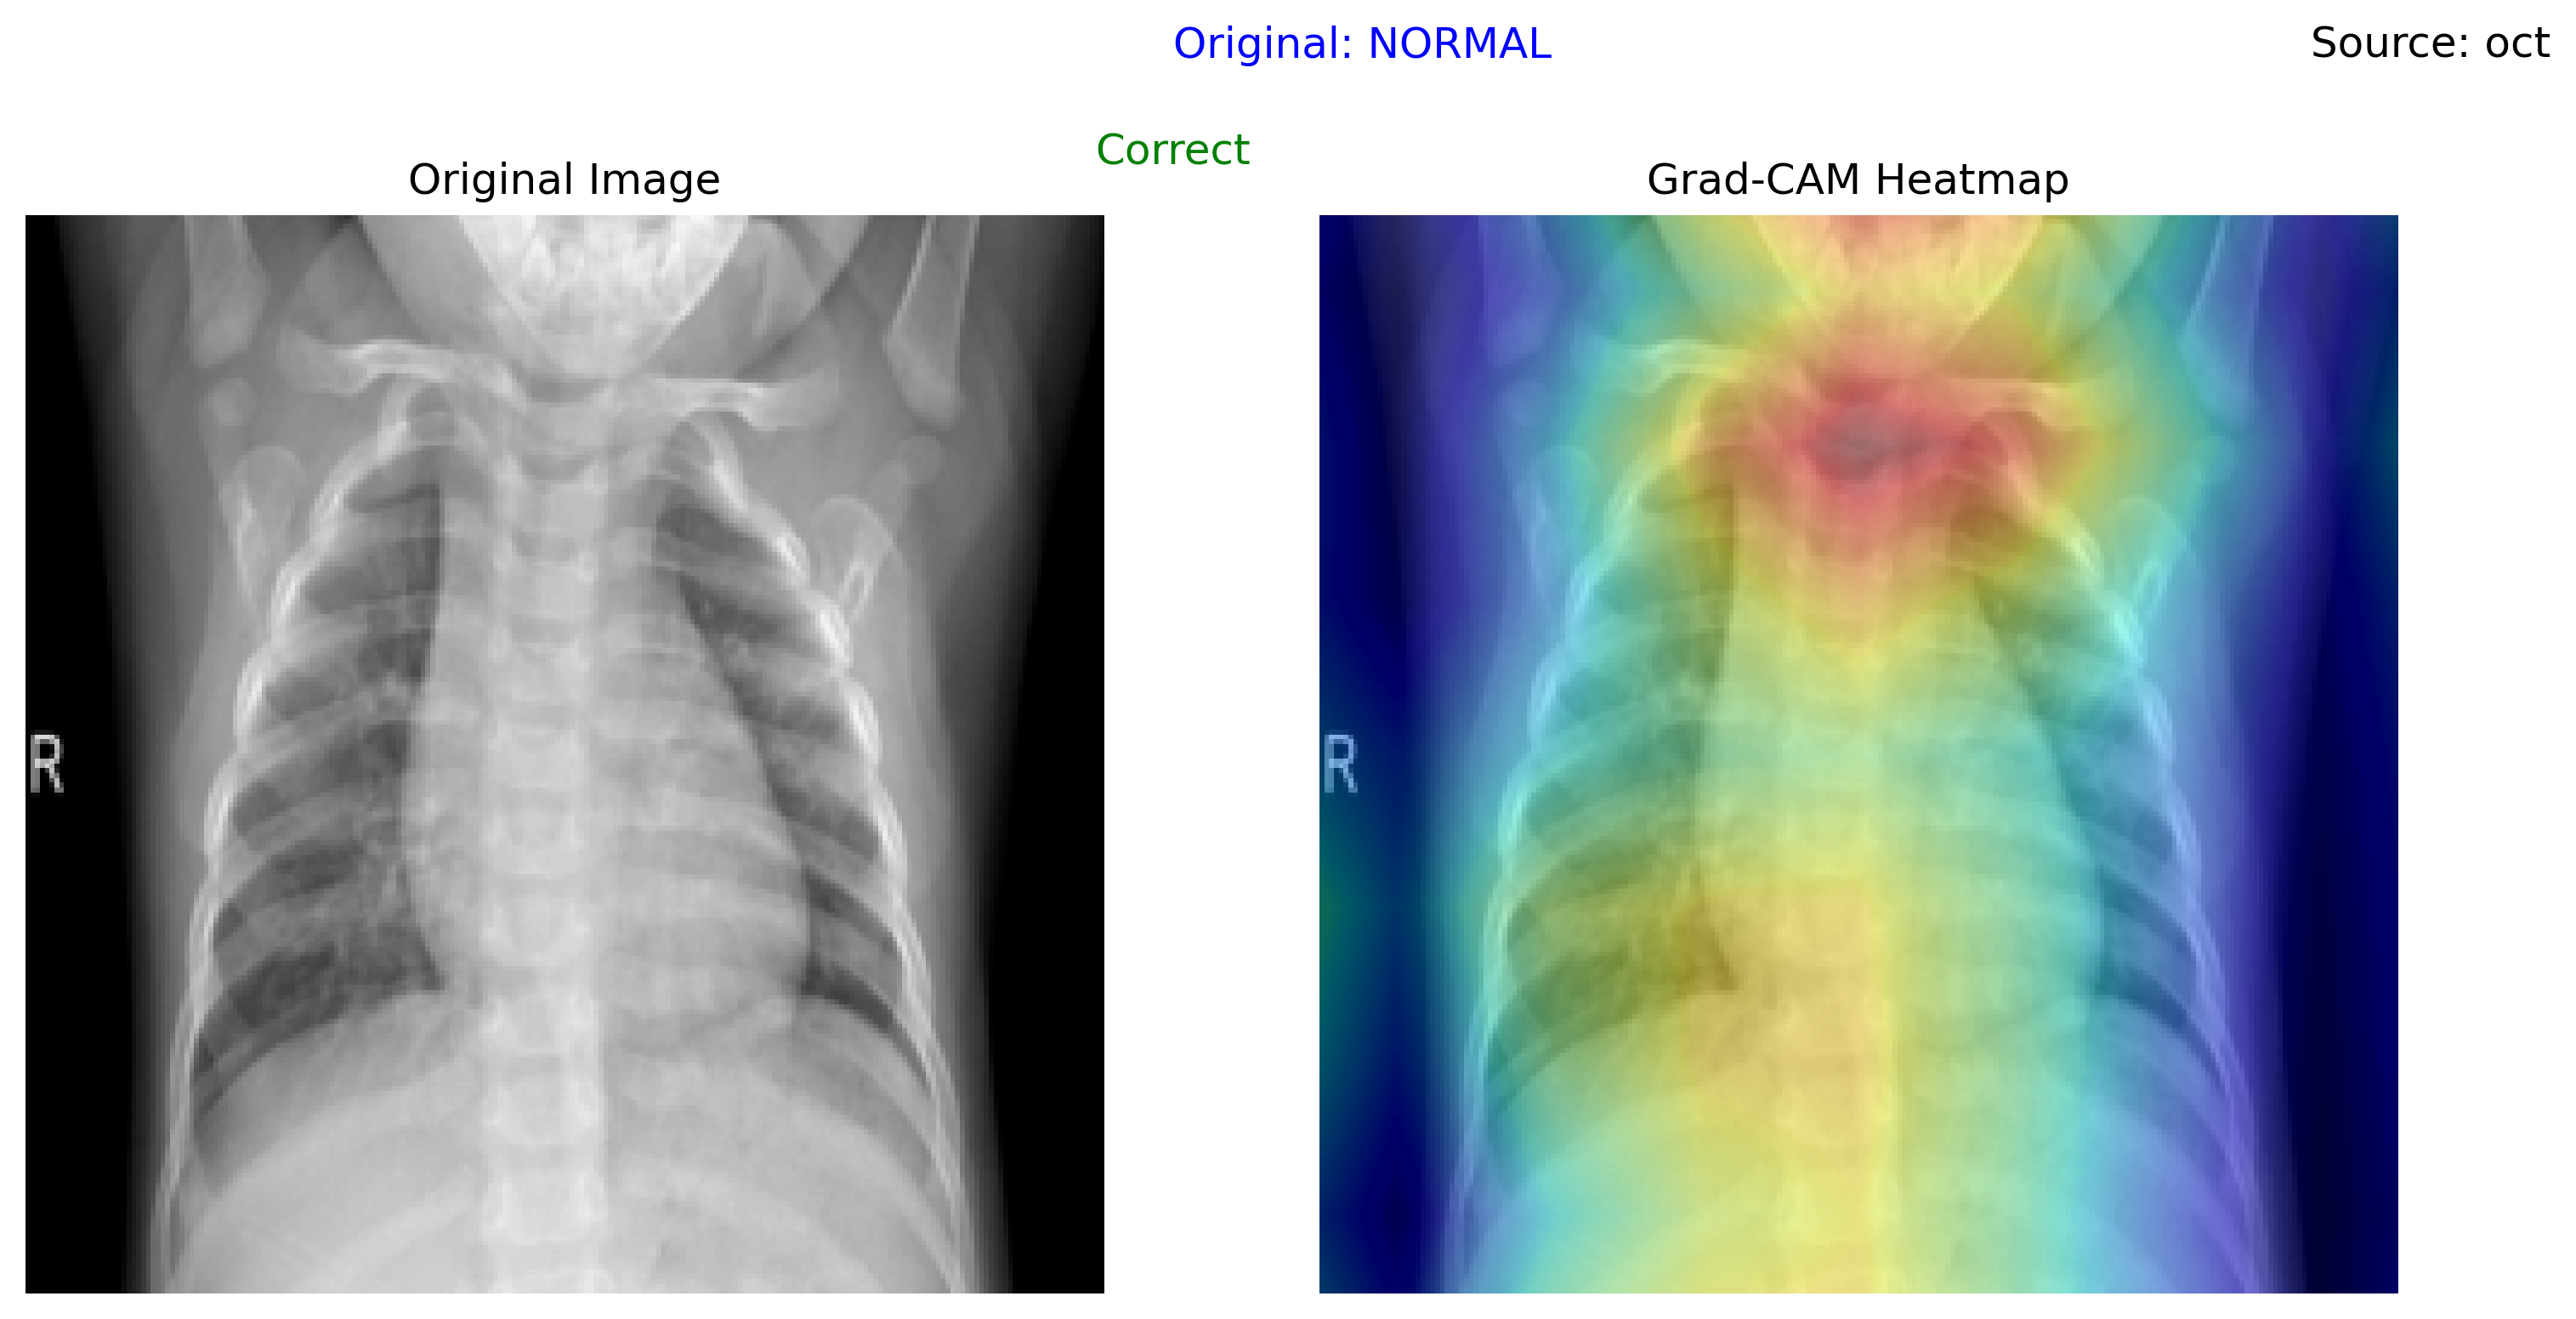 Original: NORMAL
Source: oct
Correct
Original Image
Grad-CAM Heatmap
R
R